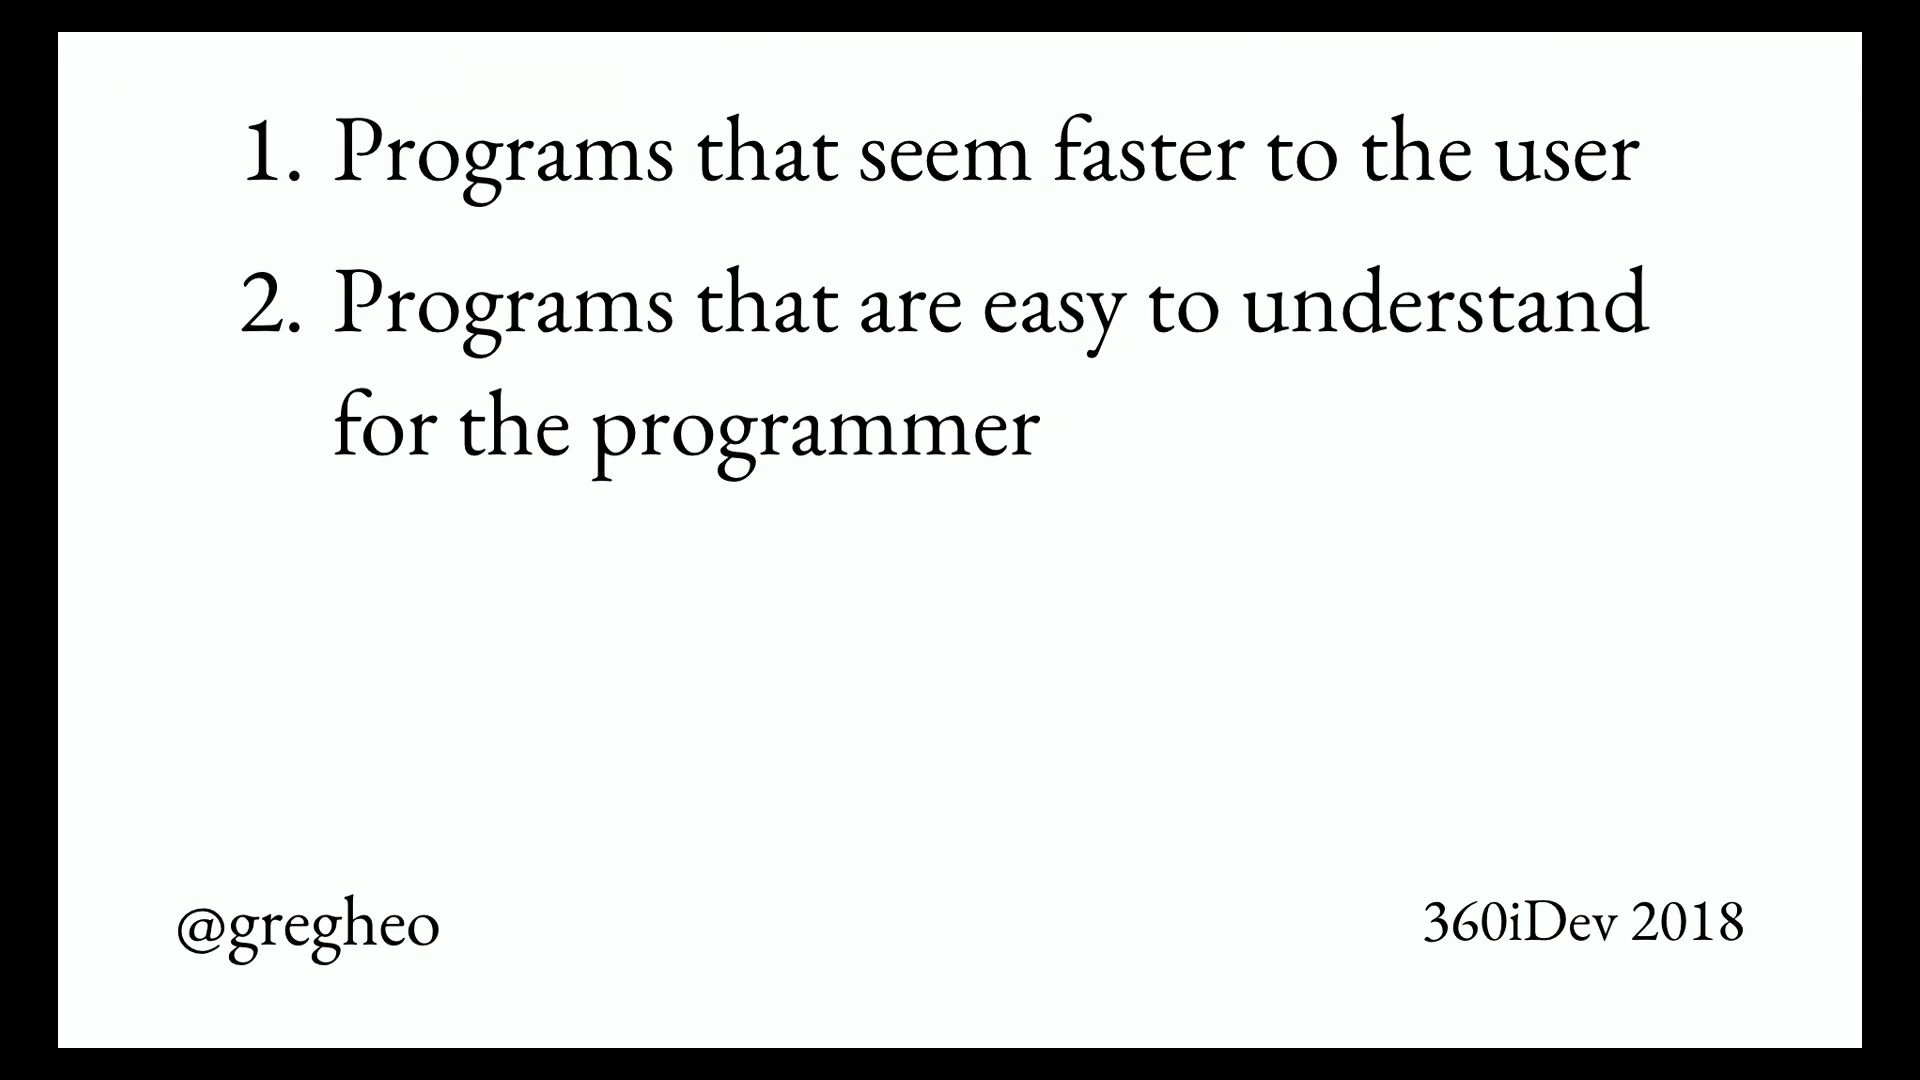 1. Programs that seem faster to the user
2. Programs that are easy to understand
for the programmer
@gregheo
360iDev 2018